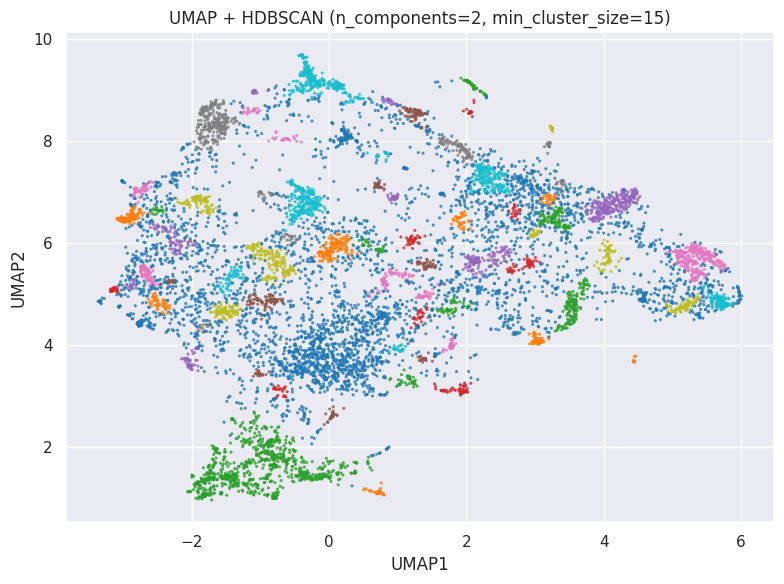 UMAP + HDBSCAN (n_components=2, min_cluster_size=15)
10
8
6
4
2
UMAP2
−2 0 2 4 6
UMAP1